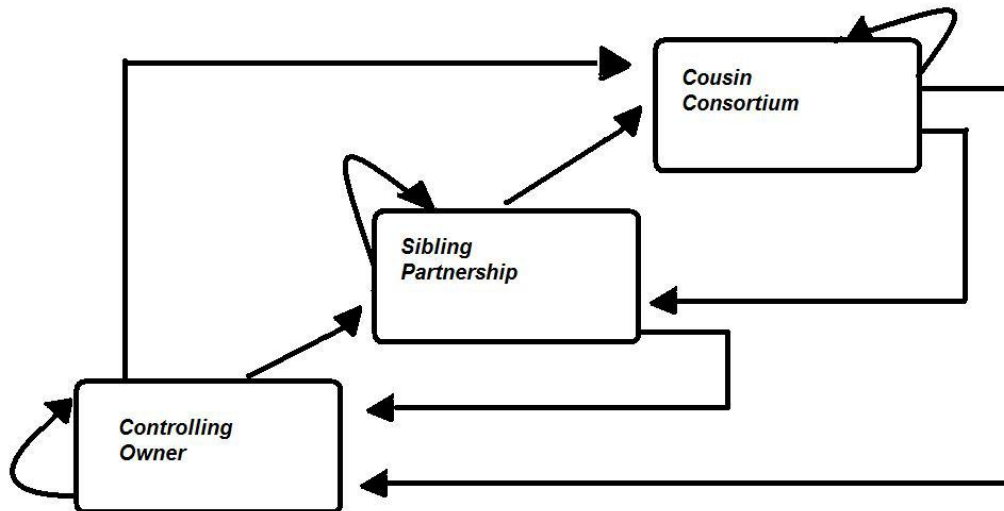 Cousin
Consortium
Sibling
Partnership
Controlling
Owner